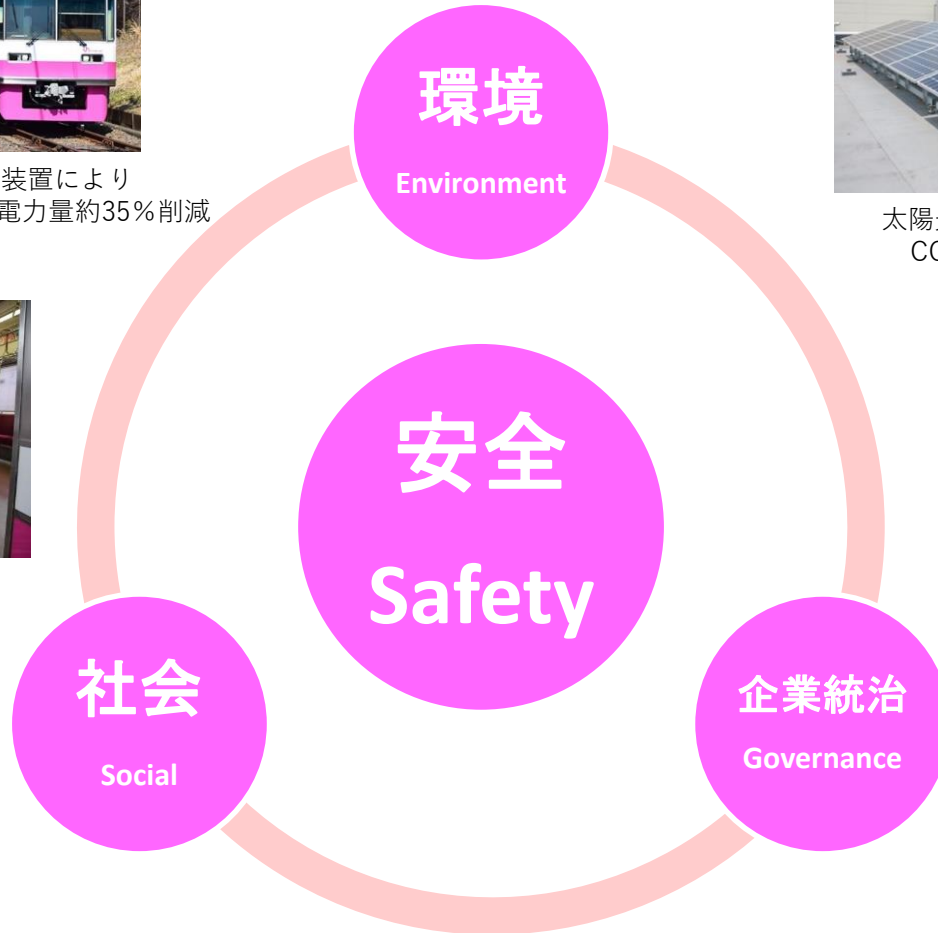 環境
Environment
装置により
電力量約35%削減
太陽
安全
Safety
社会
Social
企業統治
Governance